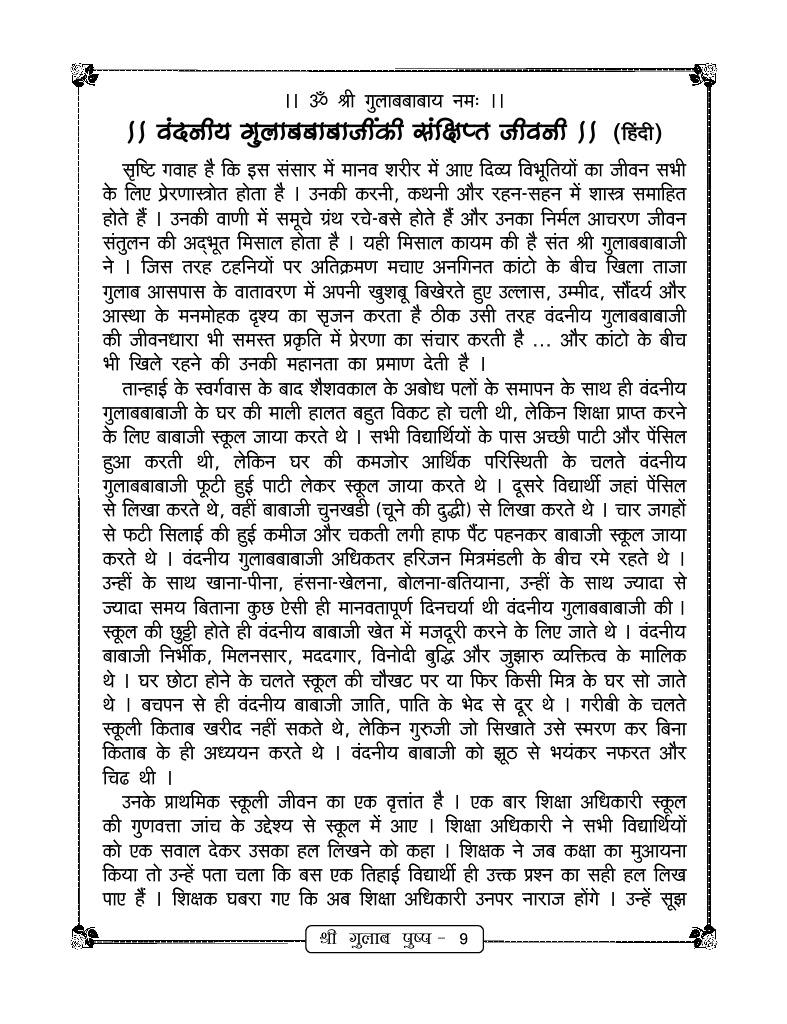 ।। ॐ श्री गुलाबबाबाय नमः ।।
।। वंदनीय गुलाबबाबाजींकी संक्षिप्त जीवनी ।। (हिंदी)
सृष्टि गवाह है कि इस संसार में मानव शरीर में आए दिव्य विभूतियों का जीवन सभी
के लिए प्रेरणास्त्रोत होता है । उनकी करनी, कथनी और रहन-सहन में शास्त्र समाहित
होते हैं । उनकी वाणी में समूचे ग्रंथ रचे-बसे होते हैं और उनका निर्मल आचरण जीवन
संतुलन की अद्‌भूत मिसाल होता है । यही मिसाल कायम की है संत श्री गुलाबबाबाजी
ने । जिस तरह टहनियों पर अतिक्रमण मचाए अनगिनत कांटो के बीच खिला ताजा
गुलाब आसपास के वातावरण में अपनी खुशबू बिखेरते हुए उल्लास, उम्मीद, सौंदर्य और
आस्था के मनमोहक दृश्य का सृजन करता है ठीक उसी तरह वंदनीय गुलाबबाबाजी
की जीवनधारा भी समस्त प्रकृति में प्रेरणा का संचार करती है ... और कांटो के बीच
भी खिले रहने की उनकी महानता का प्रमाण देती है ।
तान्हाई के स्वर्गवास के बाद शैशवकाल के अबोध पलों के समापन के साथ ही वंदनीय
गुलाबबाबाजी के घर की माली हालत बहुत विकट हो चली थी, लेकिन शिक्षा प्राप्त करने
के लिए बाबाजी स्कूल जाया करते थे । सभी विद्यार्थियों के पास अच्छी पाटी और पेंसिल
हुआ करती थी, लेकिन घर की कमजोर आर्थिक परिस्थिती के चलते वंदनीय
गुलाबबाबाजी फूटी हुई पाटी लेकर स्कूल जाया करते थे । दूसरे विद्यार्थी जहां पेंसिल
से लिखा करते थे, वहीं बाबाजी चुनखडी (चूने की दुद्धी) से लिखा करते थे । चार जगहों
से फटी सिलाई की हुई कमीज और चकती लगी हाफ पैंट पहनकर बाबाजी स्कूल जाया
करते थे । वंदनीय गुलाबबाबाजी अधिकतर हरिजन मित्रमंडली के बीच रमे रहते थे ।
उन्हीं के साथ खाना-पीना, हंसना-खेलना, बोलना-बतियाना, उन्हीं के साथ ज्यादा से
ज्यादा समय बिताना कुछ ऐसी ही मानवतापूर्ण दिनचर्या थी वंदनीय गुलाबबाबाजी की ।
स्कूल की छुट्टी होते ही वंदनीय बाबाजी खेत में मजदूरी करने के लिए जाते थे । वंदनीय
बाबाजी निर्भीक, मिलनसार, मददगार, विनोदी बुद्धि और जुझारु व्यक्तित्व के मालिक
थे । घर छोटा होने के चलते स्कूल की चौखट पर या फिर किसी मित्र के घर सो जाते
थे । बचपन से ही वंदनीय बाबाजी जाति, पाति के भेद से दूर थे । गरीबी के चलते
स्कूली किताब खरीद नहीं सकते थे, लेकिन गुरुजी जो सिखाते उसे स्मरण कर बिना
किताब के ही अध्ययन करते थे । वंदनीय बाबाजी को झूठ से भयंकर नफरत और
चिढ थी ।
उनके प्राथमिक स्कूली जीवन का एक वृत्तांत है । एक बार शिक्षा अधिकारी स्कूल
की गुणवत्ता जांच के उद्देश्य से स्कूल में आए । शिक्षा अधिकारी ने सभी विद्यार्थियों
को एक सवाल देकर उसका हल लिखने को कहा । शिक्षक ने जब कक्षा का मुआयना
किया तो उन्हें पता चला कि बस एक तिहाई विद्यार्थी ही उत्क प्रश्न का सही हल लिख
पाए हैं । शिक्षक घबरा गए कि अब शिक्षा अधिकारी उनपर नाराज होंगे । उन्हें सूझ
श्री गुलाब पुष्प - 9